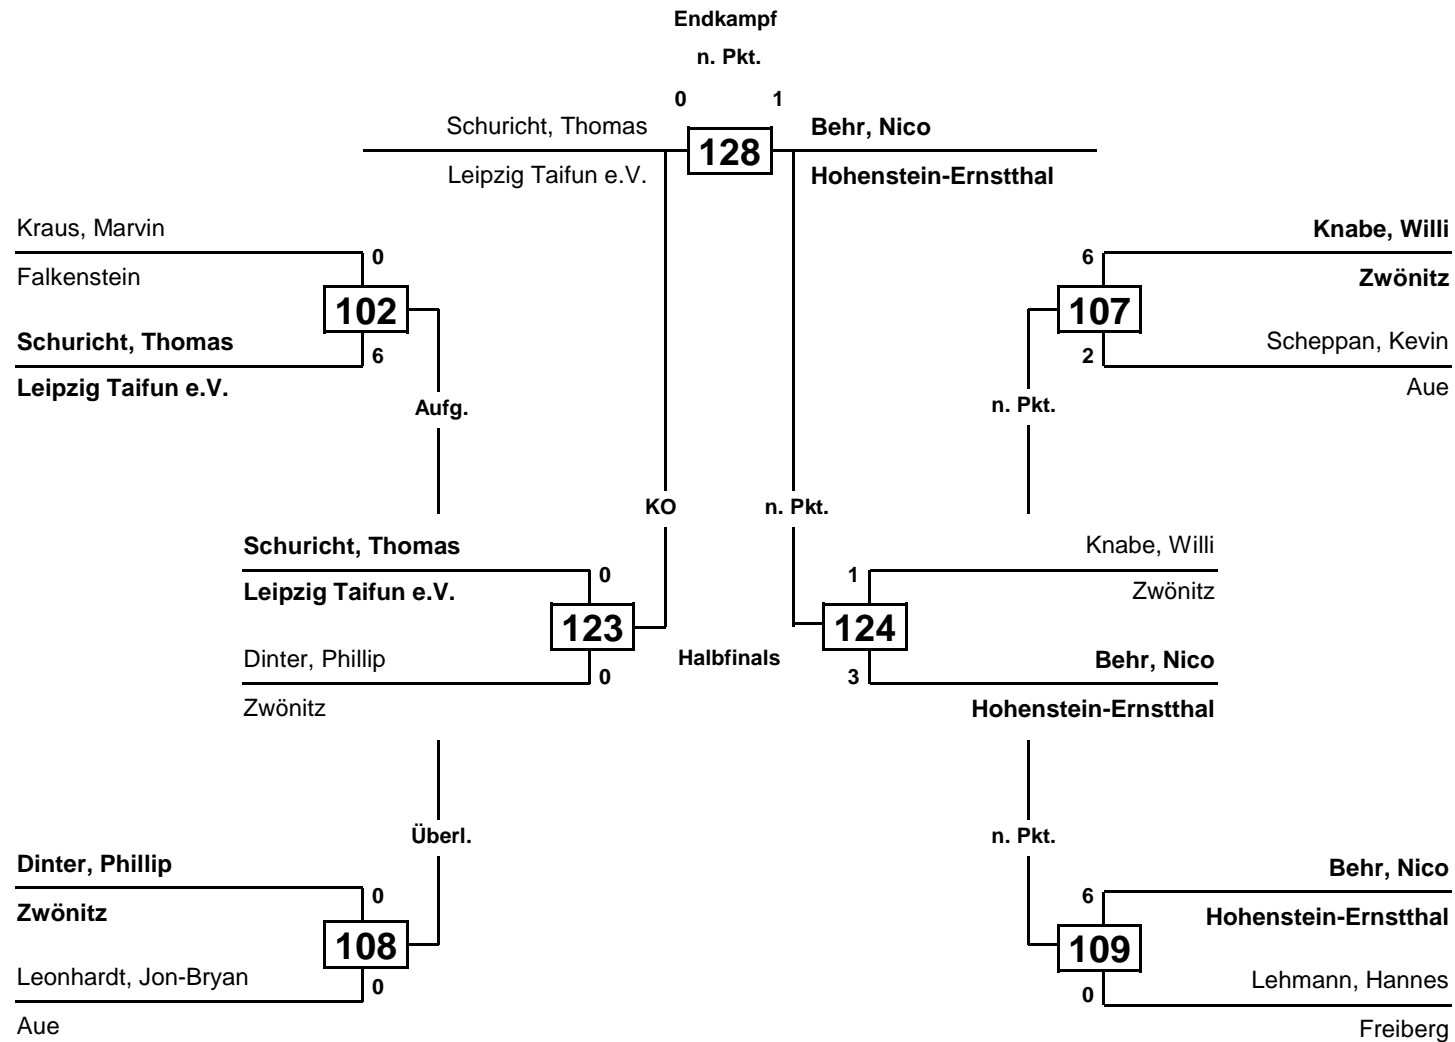 Endkampf
n. Pkt.
0 1
Schuricht, Thomas 128 Behr, Nico
Leipzig Taifun e.V. Hohenstein-Ernstthal
Kraus, Marvin
0
Falkenstein
102
Schuricht, Thomas
6
Leipzig Taifun e.V.
Aufg.
Knabe, Willi
6
Zwönitz
107
Scheppan, Kevin
2
Aue
n. Pkt.
KO n. Pkt.
Schuricht, Thomas
0
Leipzig Taifun e.V.
123
Dinter, Phillip
0
Zwönitz
Halbfinals
Knabe, Willi
1
Zwönitz
124
Behr, Nico
3
Hohenstein-Ernstthal
Überl.
Dinter, Phillip
0
Zwönitz
108
Leonhardt, Jon-Bryan
0
Aue
n. Pkt.
Behr, Nico
6
Hohenstein-Ernstthal
109
Lehmann, Hannes
0
Freiberg